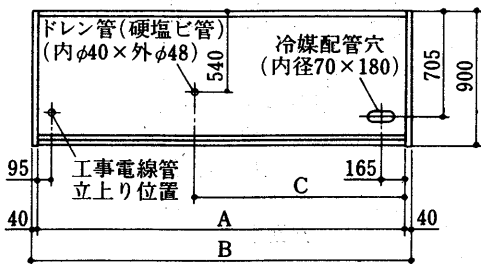 ドレン管(硬塩ビ管)
(内φ40×外φ48)
540
冷媒配管穴
(内径70×180)
705
900
95
工事電線管
立上り位置
165
C
40
A
40
B